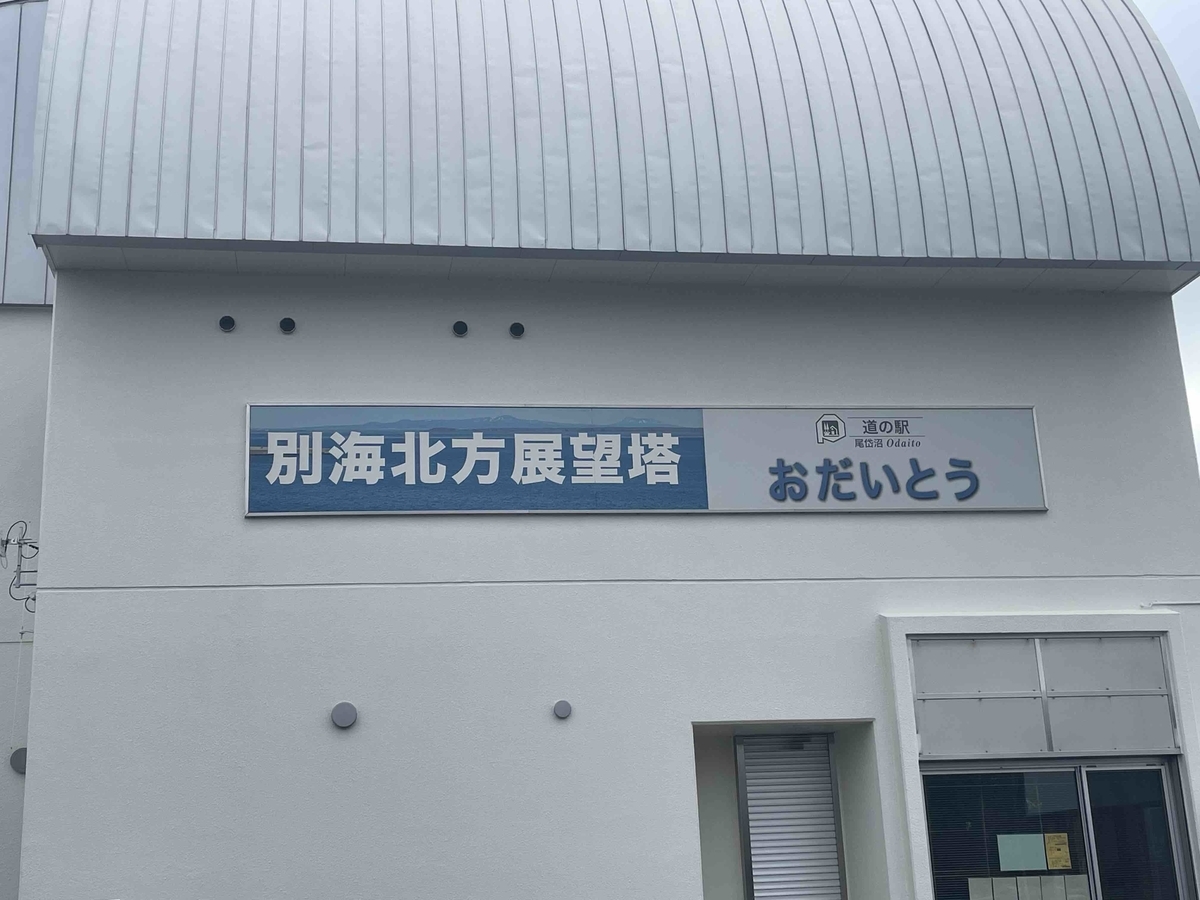 別海北方展望塔
道の駅
尾岱沼 Odaito
おだいとう